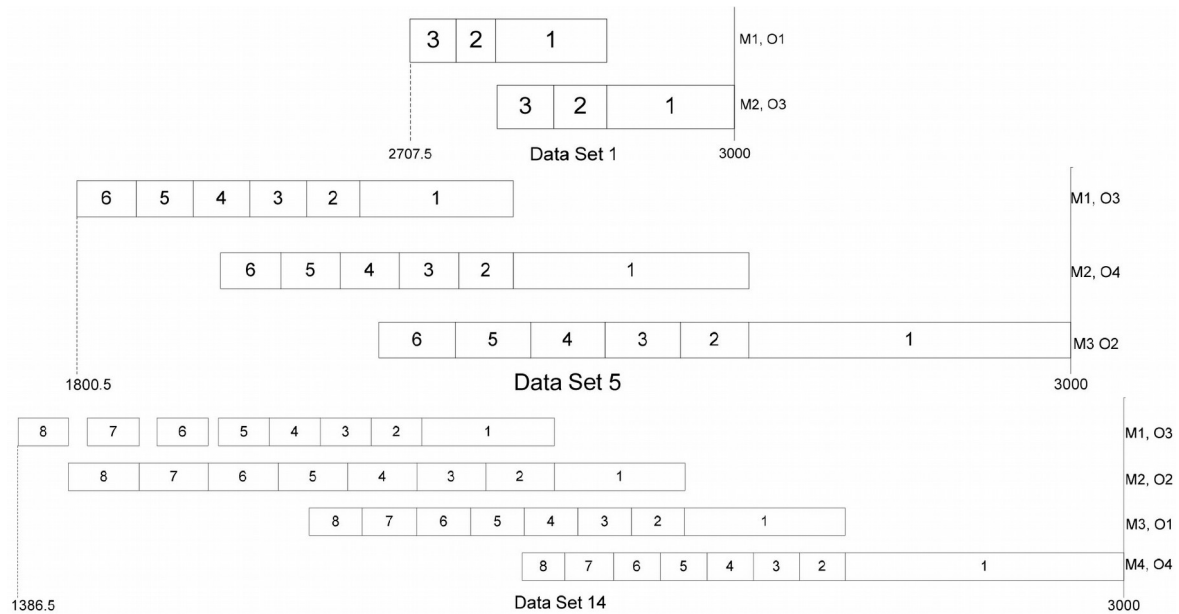 3 2 1 M1, O1
3 2 1 M2, O3
2707.5 3000
Data Set 1
6 5 4 3 2 1 M1, O3
6 5 4 3 2 1 M2, O4
6 5 4 3 2 1 M3 O2
1800.5 3000
Data Set 5
8 7 6 5 4 3 2 1 M1, O3
8 7 6 5 4 3 2 1 M2, O2
8 7 6 5 4 3 2 1 M3, O1
8 7 6 5 4 3 2 1 M4, O4
1386.5 3000
Data Set 14